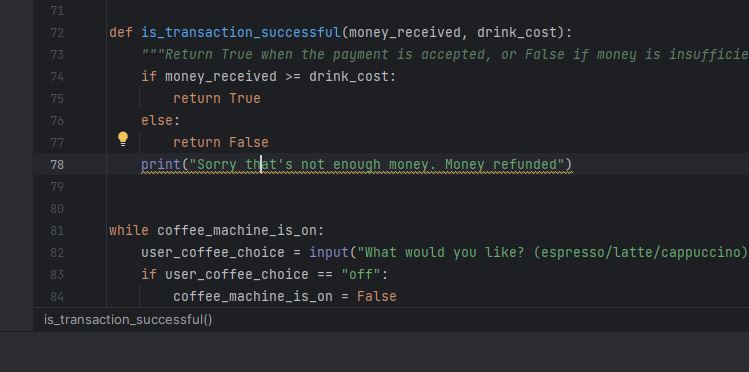 71
72 def is_transaction_successful(money_received, drink_cost):
73 """Return True when the payment is accepted, or False if money is
74 if money_received >= drink_cost:
75 return True
76 else:
77 return False
78 print("Sorry that's not enough money. Money refunded")
79
80
81 while coffee_machine_is_on:
82 user_coffee_choice = input("What would you like? (espresso/latte/cappuccino)
83 if user_coffee_choice == "off":
84 coffee_machine_is_on = False
is_transaction_successful()